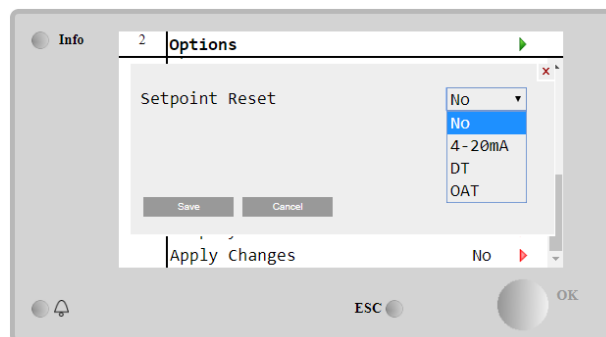 Info
2 Options
x
Setpoint Reset No
No
4-20mA
DT
OAT
Save Cancel
Apply Changes No
ESC OK